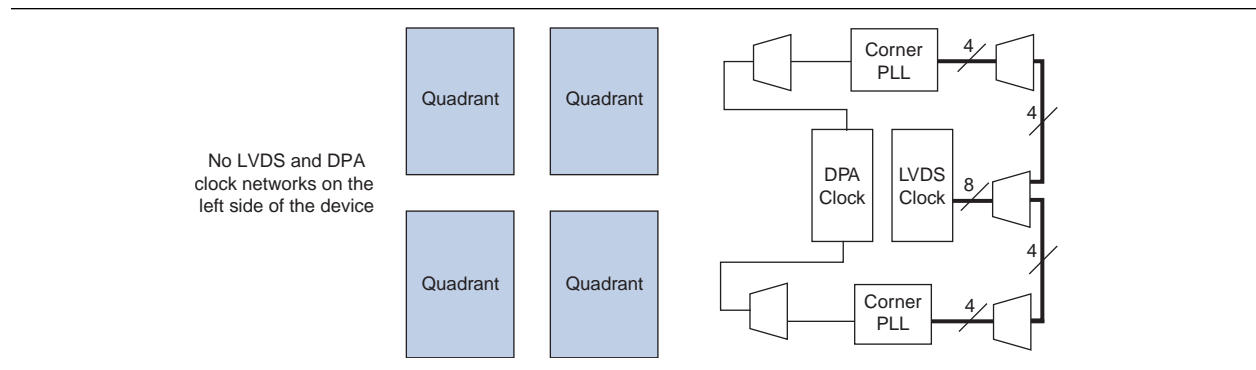 4
Corner
PLL
Quadrant
Quadrant
4
No LVDS and DPA
clock networks on the
left side of the device
DPA
Clock
LVDS
Clock
8
4
Quadrant
Quadrant
Corner
PLL
4